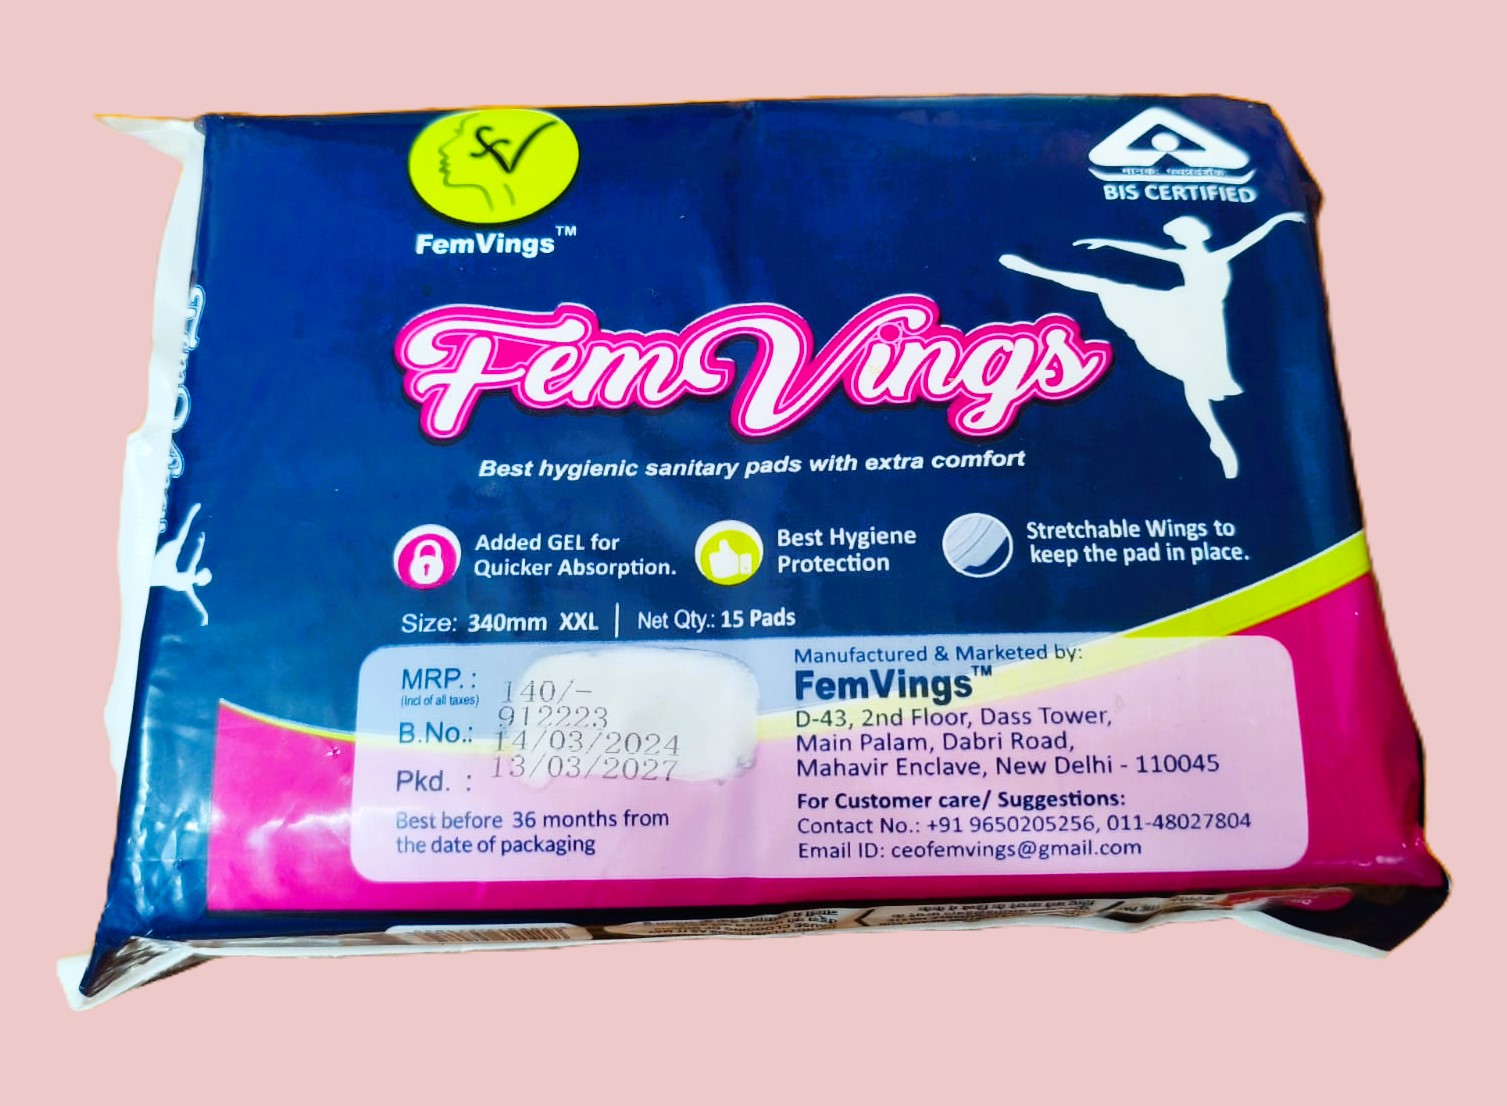 FemVings™
BIS CERTIFIED
FemVings
Best hygienic sanitary pads with extra comfort
Added GEL for
Quicker Absorption.
Best Hygiene
Protection
Stretchable Wings to
keep the pad in place.
Size: 340mm XXL | Net Qty.: 15 Pads
MRP. :
(Incl of all taxes)
140/-
B.No.:
912223
14/03/2024
Pkd. :
13/03/2027
Best before 36 months from
the date of packaging
Manufactured & Marketed by:
FemVings™
D-43, 2nd Floor, Dass Tower,
Main Palam, Dabri Road,
Mahavir Enclave, New Delhi - 110045
For Customer care/ Suggestions:
Contact No.: +91 9650205256, 011-48027804
Email ID: ceofemvings@gmail.com